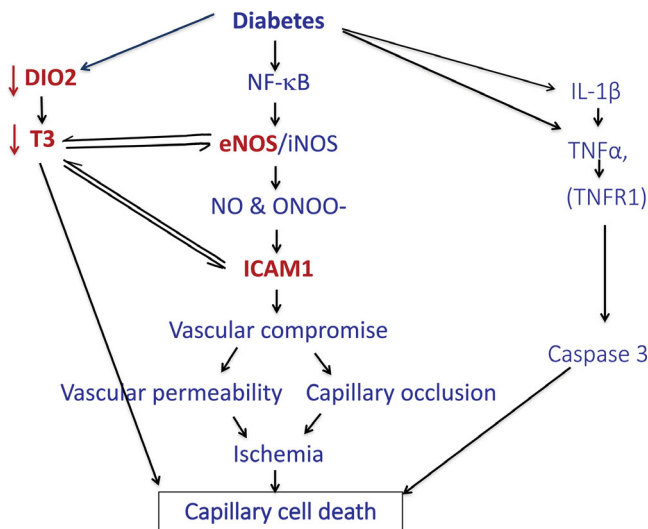 Diabetes
↓ DIO2
NF-κB
IL-1β
↓ T3
eNOS/iNOS
TNFα,
NO & ONOO-
(TNFR1)
ICAM1
Vascular compromise
Caspase 3
Vascular permeability
Capillary occlusion
Ischemia
Capillary cell death